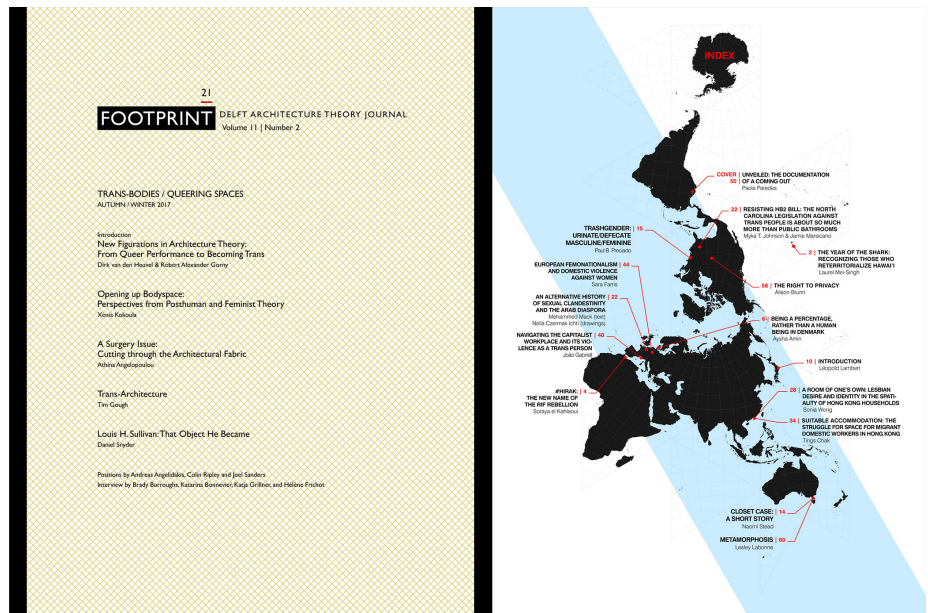 21
FOOTPRINT DELFT ARCHITECTURE THEORY JOURNAL
Volume 11 | Number 2
TRANS-BODIES / QUEERING SPACES
AUTUMN / WINTER 2017
Introduction
New Figurations in Architecture Theory:
From Queer Performance to Becoming Trans
Dirk van den Heuvel & Robert Alexander Gorny
Opening up Bodyspace:
Perspectives from Posthuman and Feminist Theory
Xenia Kokoula
A Surgery Issue:
Cutting through the Architectural Fabric
Athina Angelopoulou
Trans-Architecture
Tim Gough
Louis H. Sullivan: That Object He Became
Daniel Snyder
Positions by Andreas Angelidakis, Colin Ripley and Joel Sanders
Interview by Brady Burroughs, Katarina Bonnevier, Katja Grillner, and Hélène Frichot
INDEX
COVER | UNVEILED: THE DOCUMENTATION
50 | OF A COMING OUT
Paola Paredes
22 | RESISTING HB2 BILL: THE NORTH
CAROLINA LEGISLATION AGAINST
TRANS PEOPLE IS ABOUT SO MUCH
MORE THAN PUBLIC BATHROOMS
Myka T. Johnson & Jamie Marsicano
TRASHGENDER: | 15
URINATE/DEFECATE
MASCULINE/FEMININE
Paul B. Preciado
2 | THE YEAR OF THE SHARK:
RECOGNIZING THOSE WHO
RETERRITORIALIZE HAWAI'I
Laurel Mei-Singh
EUROPEAN FEMONATIONALISM | 44
AND DOMESTIC VIOLENCE
AGAINST WOMEN
Sara Farris
58 | THE RIGHT TO PRIVACY
Alison Brunn
AN ALTERNATIVE HISTORY | 22
OF SEXUAL CLANDESTINITY
AND THE ARAB DIASPORA
Mohammed Mack (text)
Neïla Czermak Ichti (drawings)
6 | BEING A PERCENTAGE,
RATHER THAN A HUMAN
BEING IN DENMARK
Aysha Amin
NAVIGATING THE CAPITALIST | 40
WORKPLACE AND ITS VIO-
LENCE AS A TRANS PERSON
João Gabriell
10 | INTRODUCTION
Léopold Lambert
#HIRAK: | 4
THE NEW NAME OF
THE RIF REBELLION
Soraya el Kahlaoui
28 | A ROOM OF ONE'S OWN: LESBIAN
DESIRE AND IDENTITY IN THE SPATI-
ALITY OF HONG KONG HOUSEHOLDS
Sonia Wong
34 | SUITABLE ACCOMMODATION: THE
STRUGGLE FOR SPACE FOR MIGRANT
DOMESTIC WORKERS IN HONG KONG
Tings Chak
CLOSET CASE: | 14
A SHORT STORY
Naomi Stead
METAMORPHOSIS | 60
Lesley Labonne